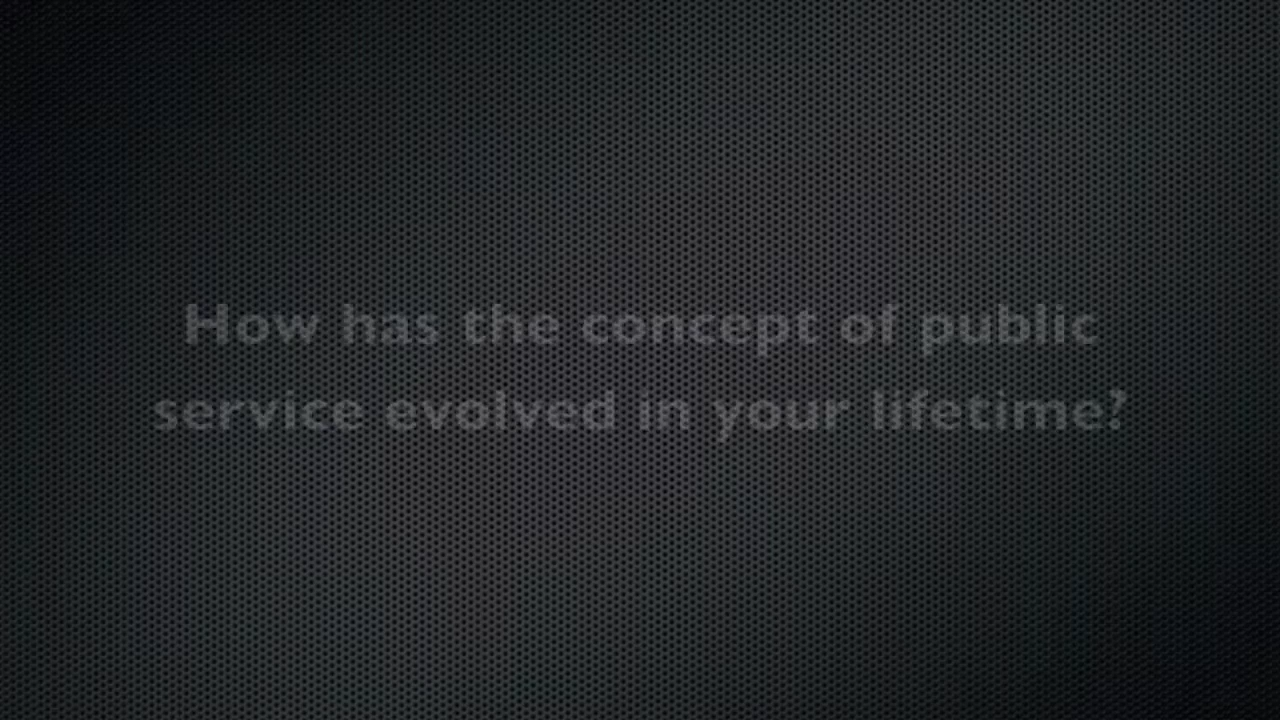 How has the concept of public
service evolved in your lifetime?